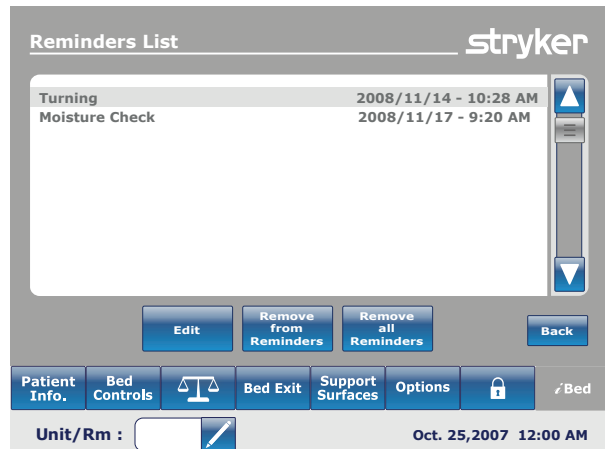 Reminders List
stryker
Turning 2008/11/14 - 10:28 AM
Moisture Check 2008/11/17 - 9:20 AM
Edit
Remove
from
Reminders
Remove
all
Reminders
Back
Patient
Info.
Bed
Controls
Bed Exit
Support
Surfaces
Options
iBed
Unit/Rm :
Oct. 25,2007 12:00 AM